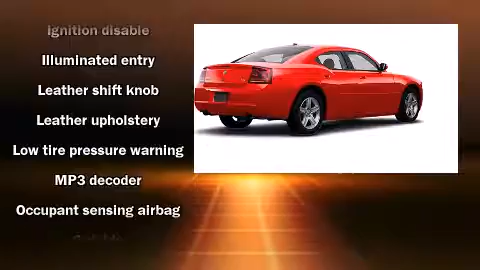 Ignition disable
Illuminated entry
Leather shift knob
Leather upholstery
Low tire pressure warning
MP3 decoder
Occupant sensing airbag